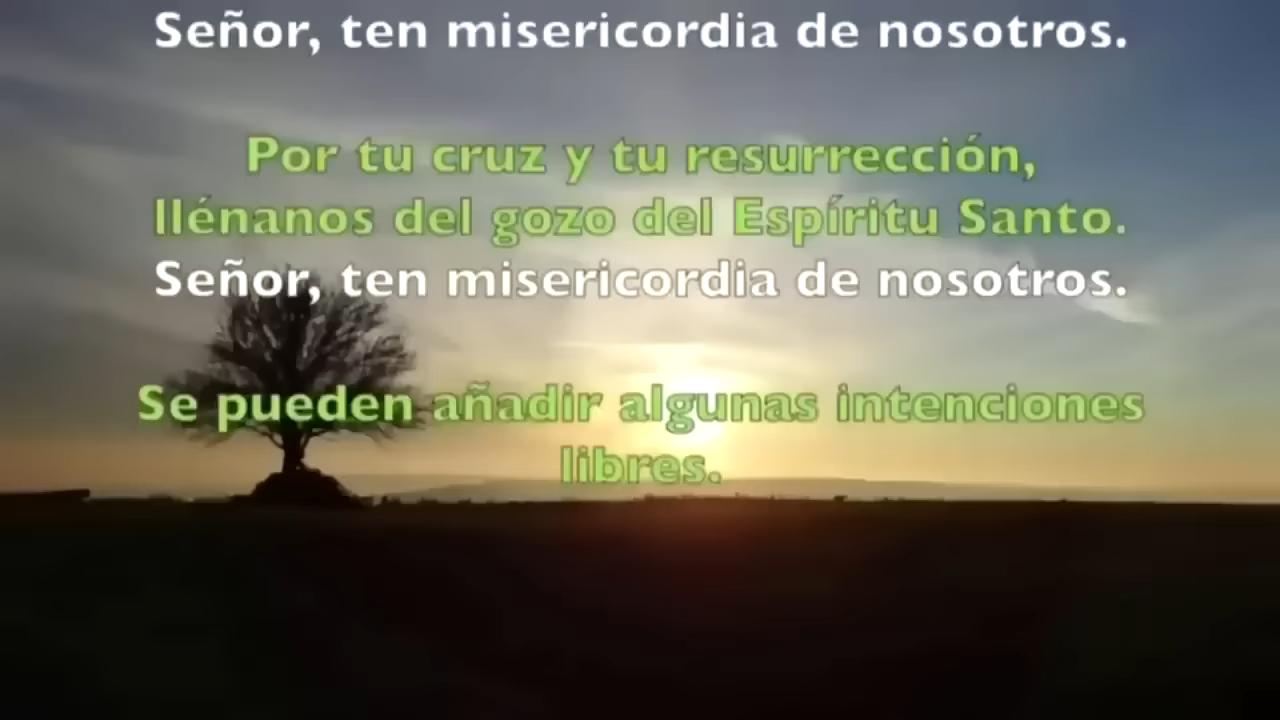 Señor, ten misericordia de nosotros.
Por tu cruz y tu resurrección,
llénanos del gozo del Espíritu Santo.
Señor, ten misericordia de nosotros.
Se pueden añadir algunas intenciones
libres.